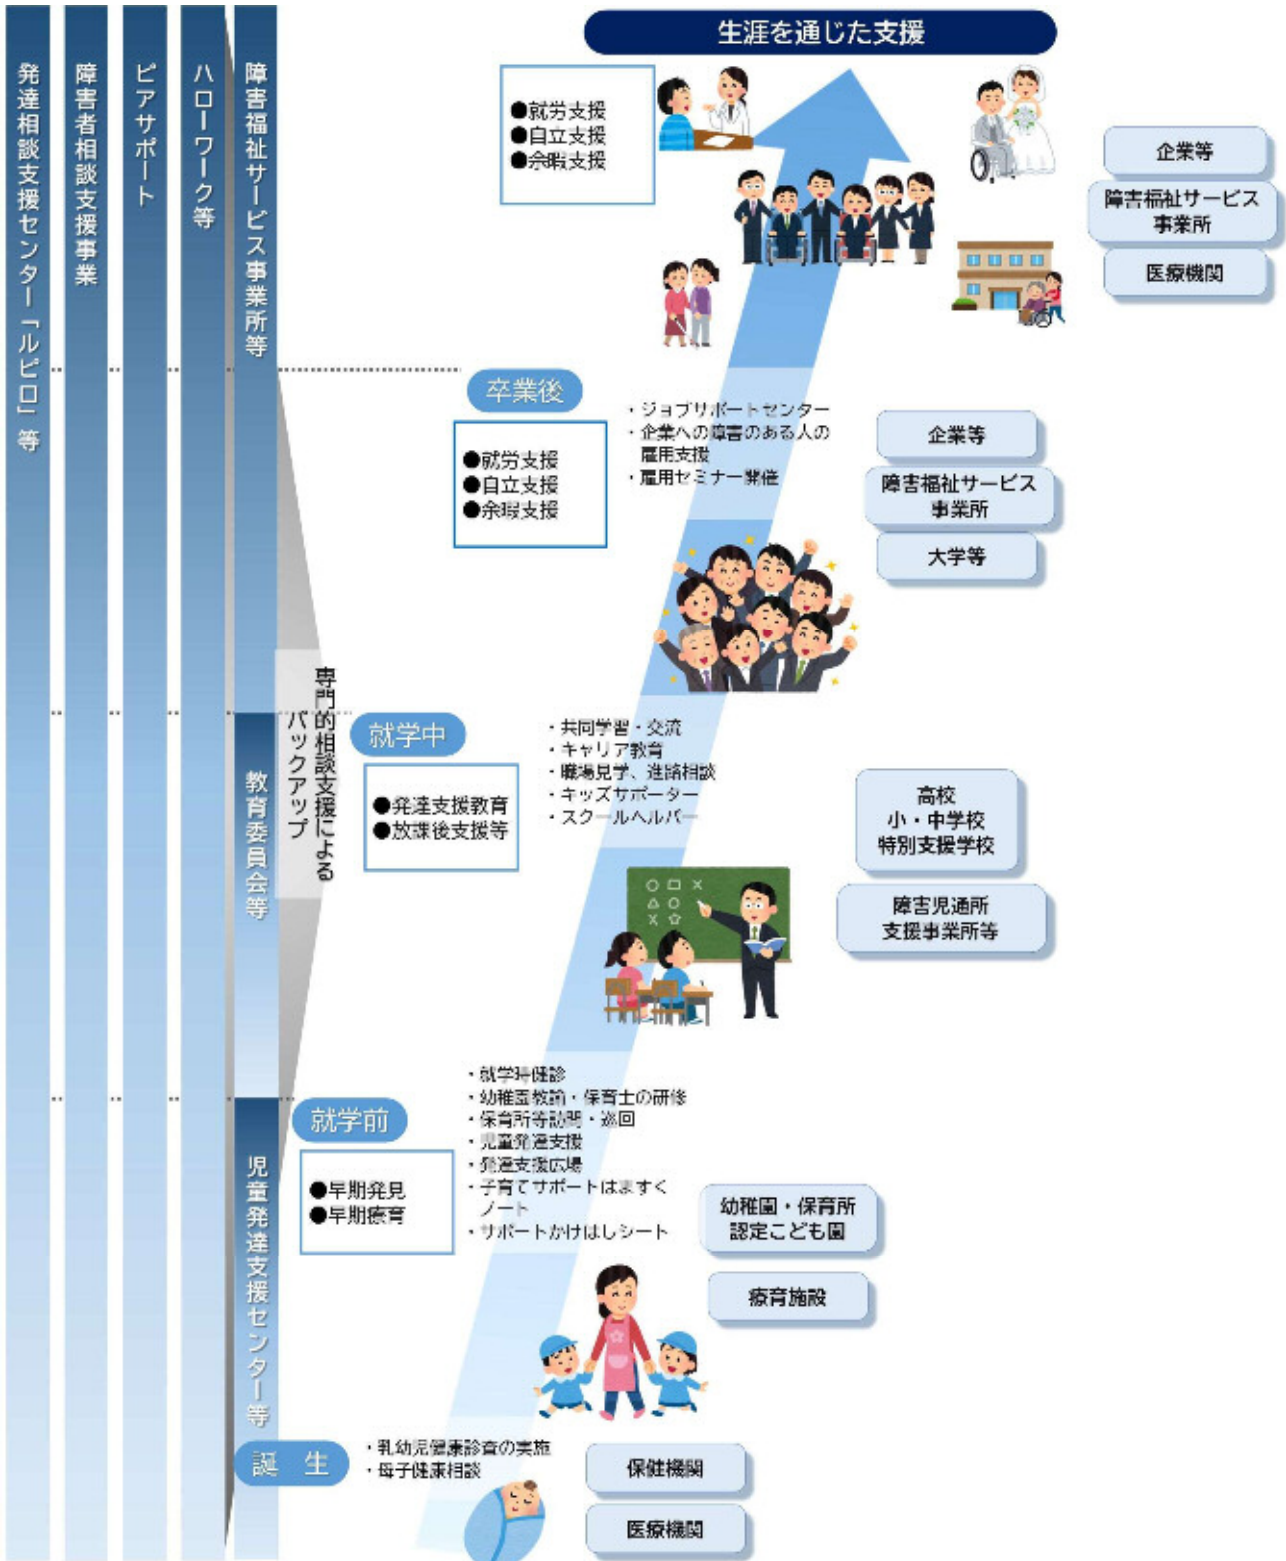 生涯を通じた支援
発達相談支援センター「ルピロ」等
障害者相談支援事業
ピアサポート
ハローワーク等
障害福祉サービス事業所等
●就労支援
●自立支援
●余暇支援
企業等
障害福祉サービス
事業所
医療機関
卒業後
●就労支援
●自立支援
●余暇支援
・ジョブサポートセンター
・企業への障害のある人の
雇用支援
・雇用セミナー開催
企業等
障害福祉サービス
事業所
大学等
専門的相談支援による
バックアップ
教育委員会等
就学中
●発達支援教育
●放課後支援等
・共同学習・交流
・キャリア教育
・職場見学、進路相談
・キッズサポーター
・スクールヘルパー
高校
小・中学校
特別支援学校
障害児通所
支援事業所等
児童発達支援センター等
就学前
●早期発見
●早期療育
・就学時健診
・幼稚園教諭・保育士の研修
・保育所等訪問・巡回
・児童発達支援
・発達支援広場
・子育てサポートはますく
ノート
・サポートかけはしシート
幼稚園・保育所
認定こども園
療育施設
誕 生
・乳幼児健康診査の実施
・母子健康相談
保健機関
医療機関